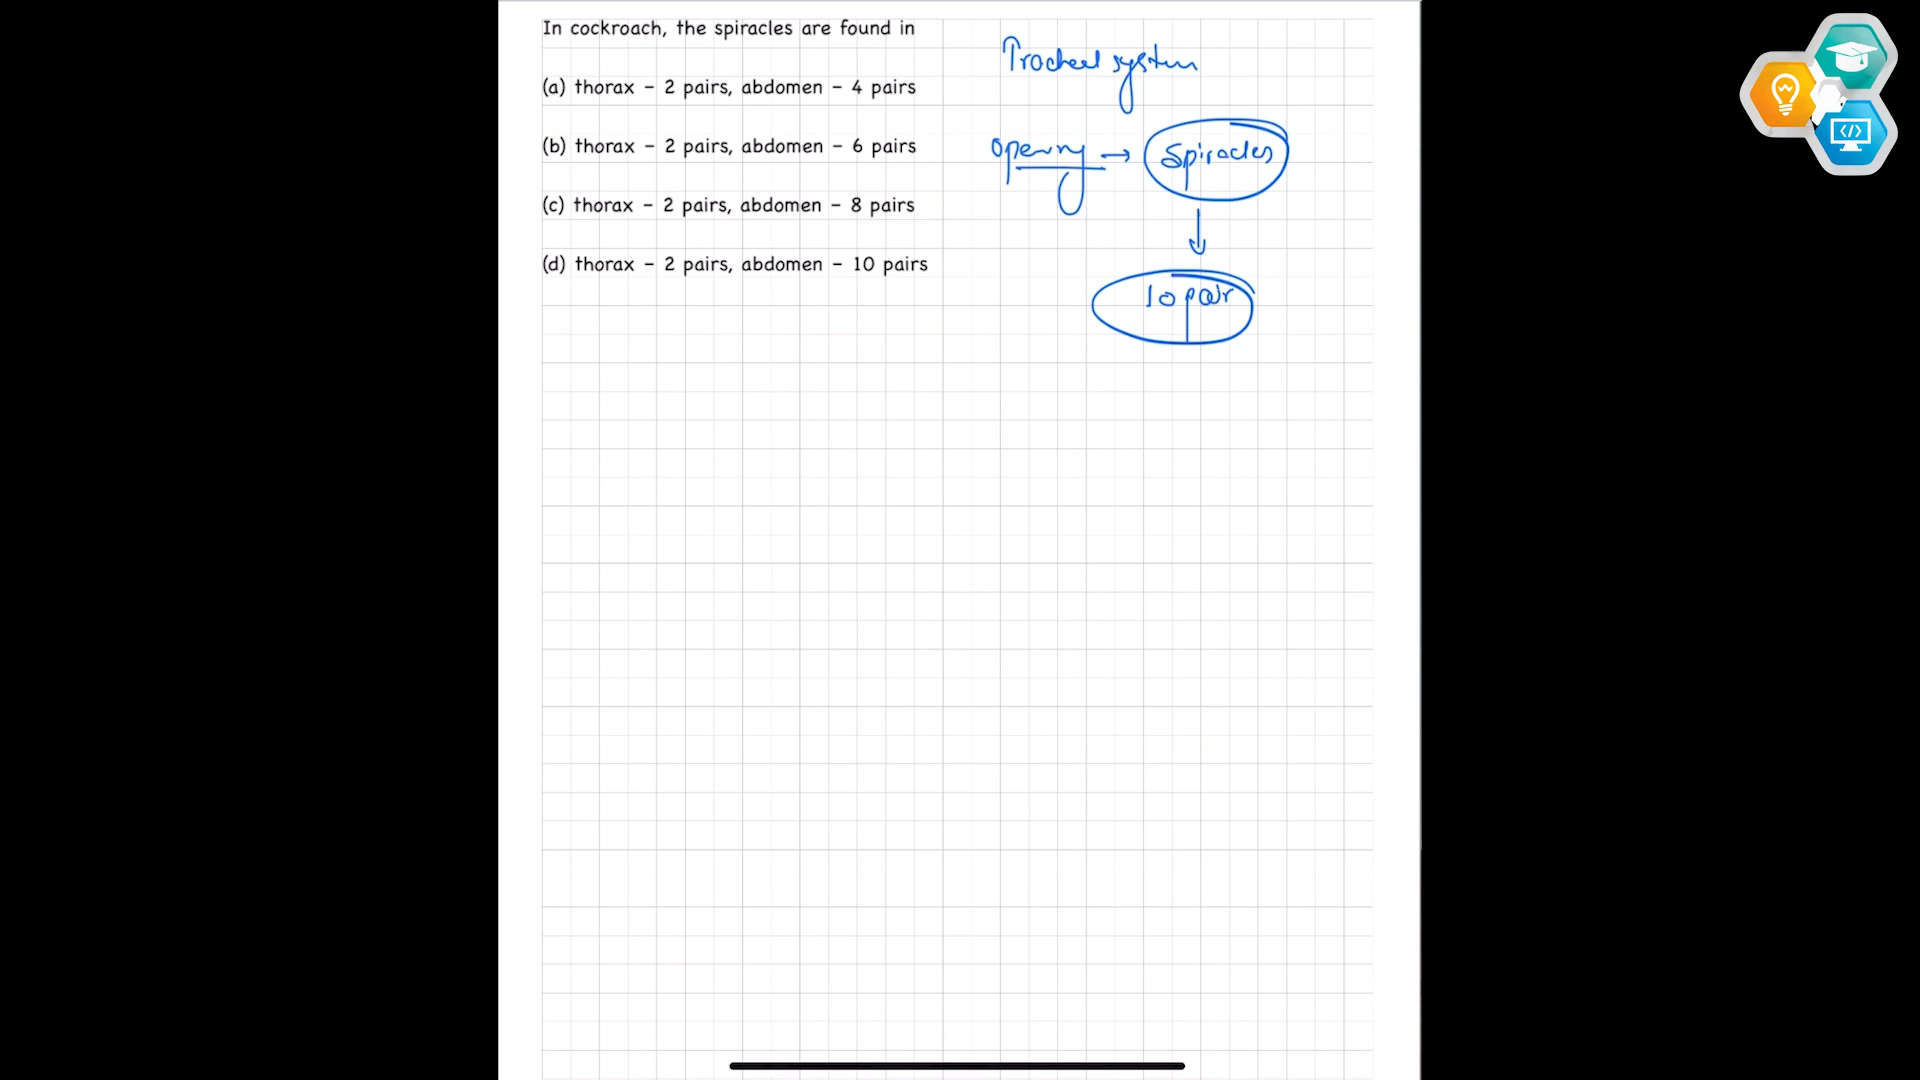 In cockroach, the spiracles are found in
(a) thorax – 2 pairs, abdomen – 4 pairs
(b) thorax – 2 pairs, abdomen – 6 pairs
(c) thorax – 2 pairs, abdomen – 8 pairs
(d) thorax – 2 pairs, abdomen – 10 pairs
Tracheal system
opening → Spiracles
10 pair